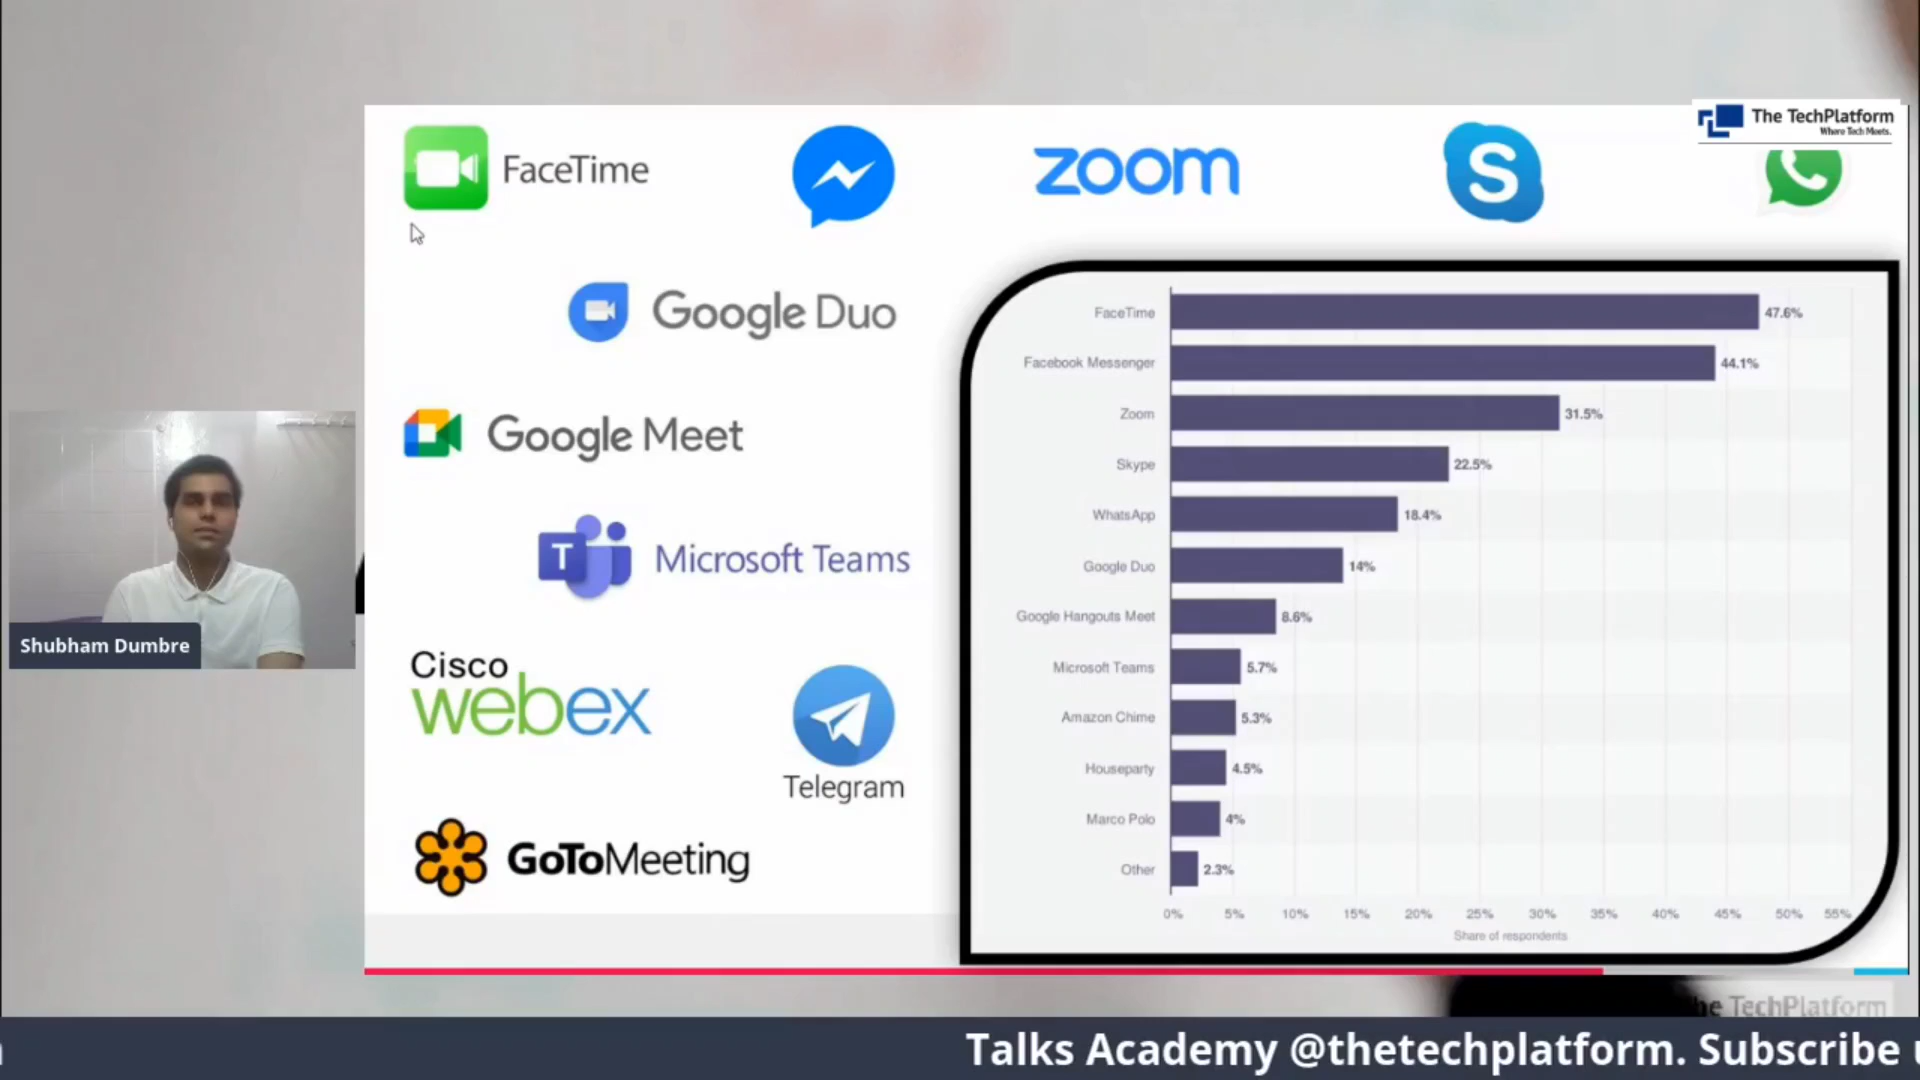 The TechPlatform
Where Tech Meets.
FaceTime
zoom
S
Google Duo
Google Meet
T
Microsoft Teams
Cisco
webex
Telegram
GoToMeeting
FaceTime 47.6%
Facebook Messenger 44.1%
Zoom 31.5%
Skype 22.5%
WhatsApp 18.4%
Google Duo 14%
Google Hangouts Meet 8.6%
Microsoft Teams 5.7%
Amazon Chime 5.3%
Houseparty 4.5%
Marco Polo 4%
Other 2.3%
0% 5% 10% 15% 20% 25% 30% 35% 40% 45% 50% 55%
Share of respondents
Shubham Dumbre
TechPlatform
Talks Academy @thetechplatform. Subscribe